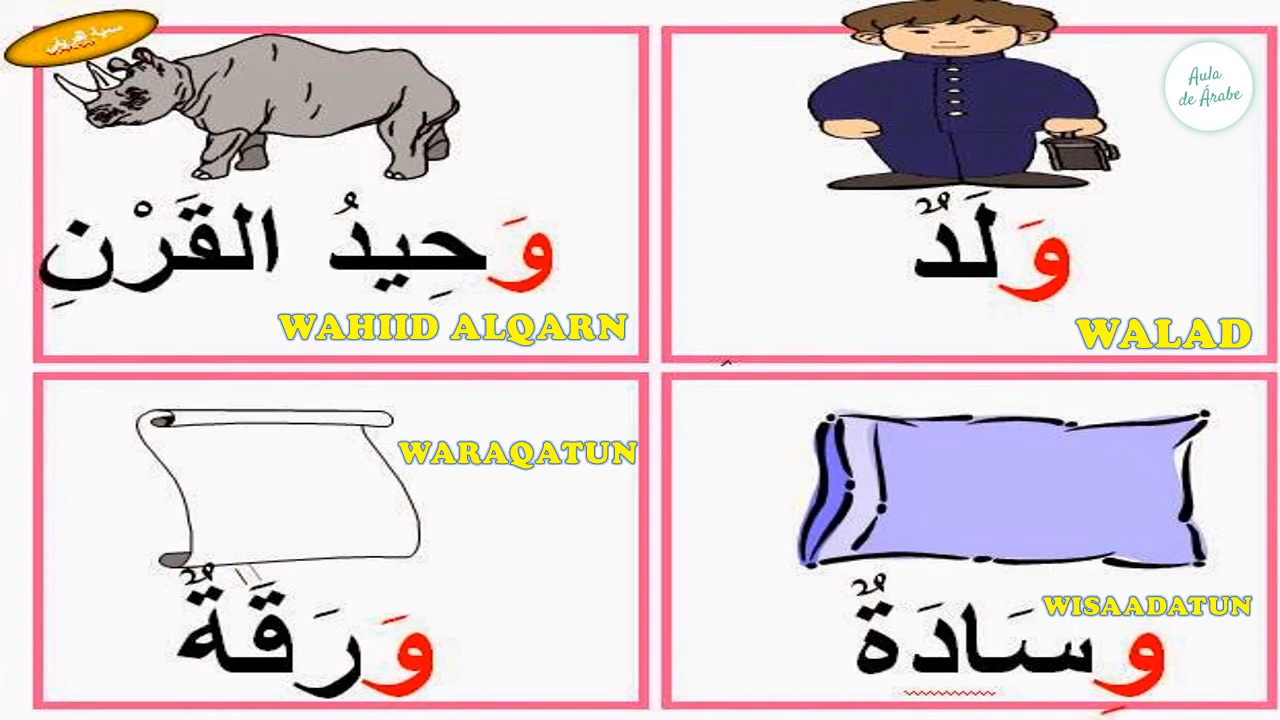 Aula
de Árabe
وَلَدٌ
WALAD
وَحِيدُ القَرْنِ
WAHIID ALQARN
وِسَادَةٌ
WISAADATUN
وَرَقَةٌ
WARAQATUN